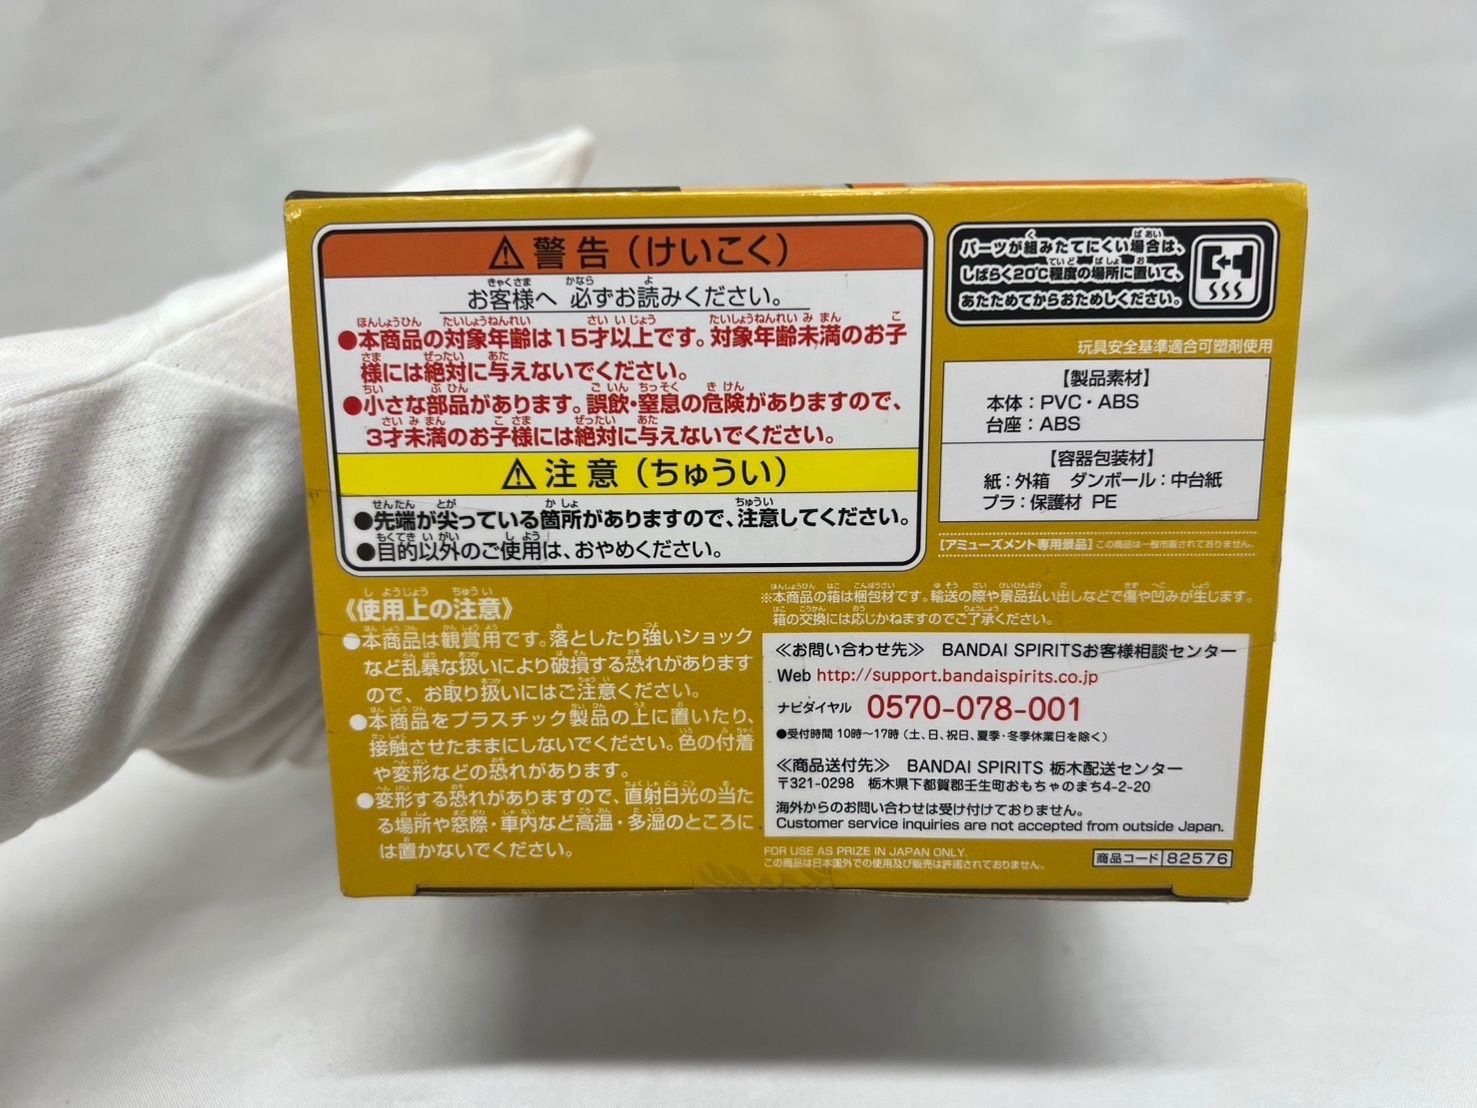 ⚠警告（けいこく）
お客様へ 必ずお読みください。
●本商品の対象年齢は15才以上です。対象年齢未満のお子
様には絶対に与えないでください。
●小さな部品があります。誤飲・窒息の危険がありますので、
3才未満のお子様には絶対に与えないでください。
⚠注意（ちゅうい）
●先端が尖っている箇所がありますので、注意してください。
●目的以外のご使用は、おやめください。
《使用上の注意》
●本商品は観賞用です。落としたり強いショック
など乱暴な扱いにより破損する恐れがあります
ので、お取り扱いにはご注意ください。
●本商品をプラスチック製品の上に置いたり、
接触させたままにしないでください。色の付着
や変形などの恐れがあります。
●変形する恐れがありますので、直射日光の当た
る場所や窓際・車内など高温・多湿のところに
は置かないでください。
パーツが組みたてにくい場合は、
しばらく20℃程度の場所に置いて、
あたためてからおためしください。
玩具安全基準適合可塑剤使用
【製品素材】
本体：PVC・ABS
台座：ABS
【容器包装材】
紙：外箱 ダンボール：中台紙
プラ：保護材 PE
【アミューズメント専用景品】この商品は一般市販されておりません。
※本商品の箱は梱包材です。輸送の際や景品払い出しなどで傷や凹みが生じます。
箱の交換には応じかねますのでご了承ください。
≪お問い合わせ先≫ BANDAI SPIRITSお客様相談センター
Web http://support.bandaispirits.co.jp
ナビダイヤル 0570-078-001
●受付時間 10時〜17時（土、日、祝日、夏季・冬季休業日を除く）
≪商品送付先≫ BANDAI SPIRITS 栃木配送センター
〒321-0298 栃木県下都賀郡壬生町おもちゃのまち4-2-20
海外からのお問い合わせは受け付けておりません。
Customer service inquiries are not accepted from outside Japan.
FOR USE AS PRIZE IN JAPAN ONLY.
この商品は日本国外での使用及び販売は許諾されておりません。
商品コード 82576